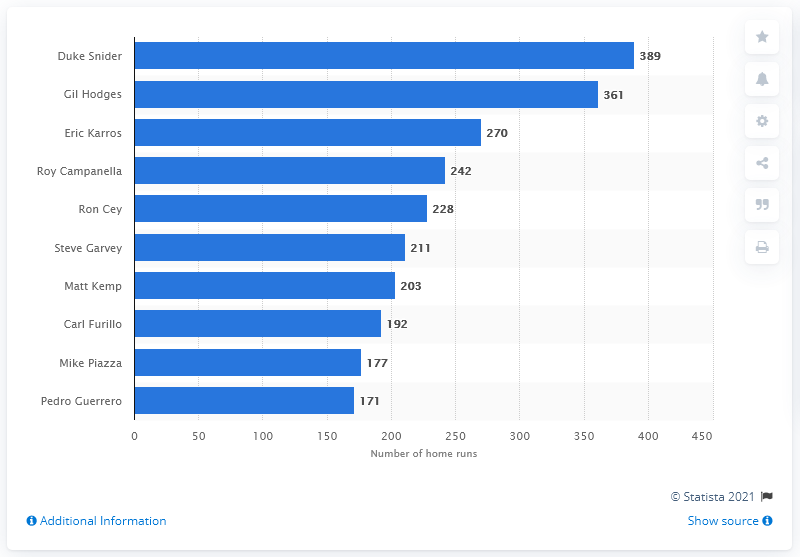 Duke Snider 389
Gil Hodges 361
Eric Karros 270
Roy Campanella 242
Ron Cey 228
Steve Garvey 211
Matt Kemp 203
Carl Furillo 192
Mike Piazza 177
Pedro Guerrero 171
0 50 100 150 200 250 300 350 400 450
Number of home runs
© Statista 2021
Additional Information Show source